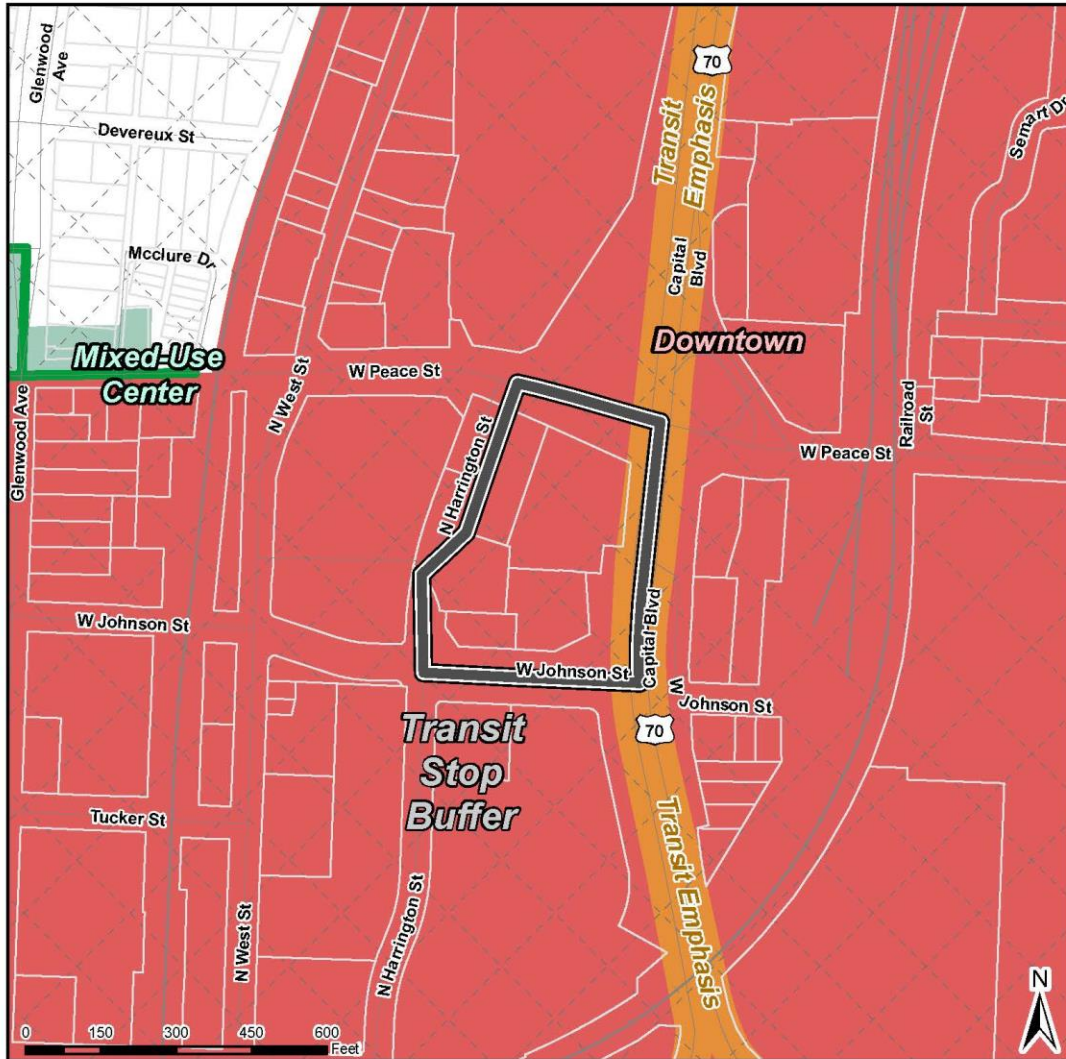 Glenwood
Ave
70
Transit
Emphasis
Devereux St
Semart Dr
Mcclure Dr
Capital
Blvd
Mixed-Use
Center
Downtown
W Peace St
N West St
Railroad
St
Glenwood Ave
N Harrington St
W Peace St
W Johnson St
Capital Blvd
W Johnson St
W
Johnson St
70
Transit
Stop
Buffer
Tucker St
Transit Emphasis
N West St
N Harrington St
N
0 150 300 450 600
Feet